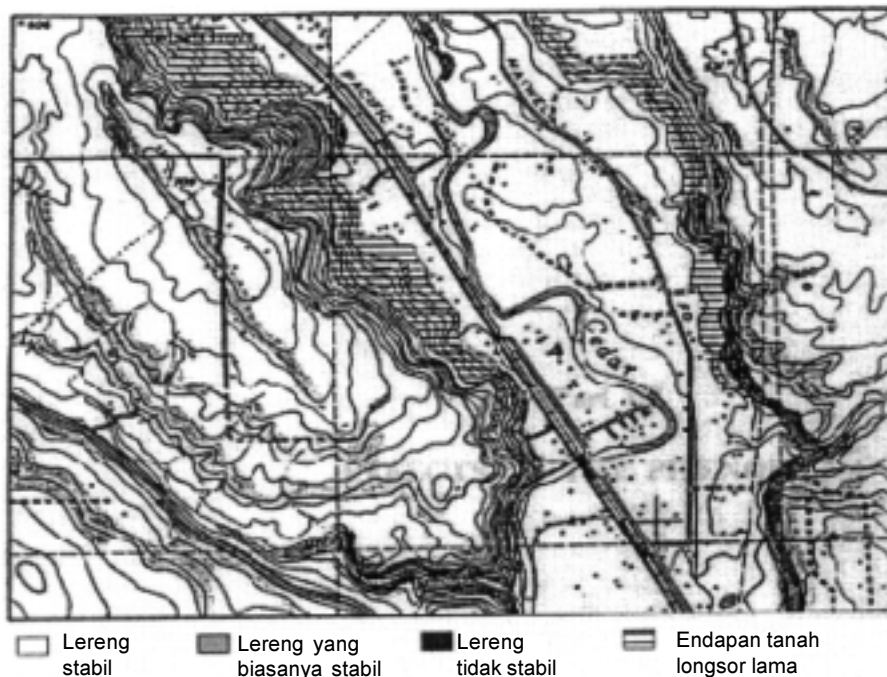 PACIFIC
Cedar
Lereng stabil
Lereng yang biasanya stabil
Lereng tidak stabil
Endapan tanah longsor lama